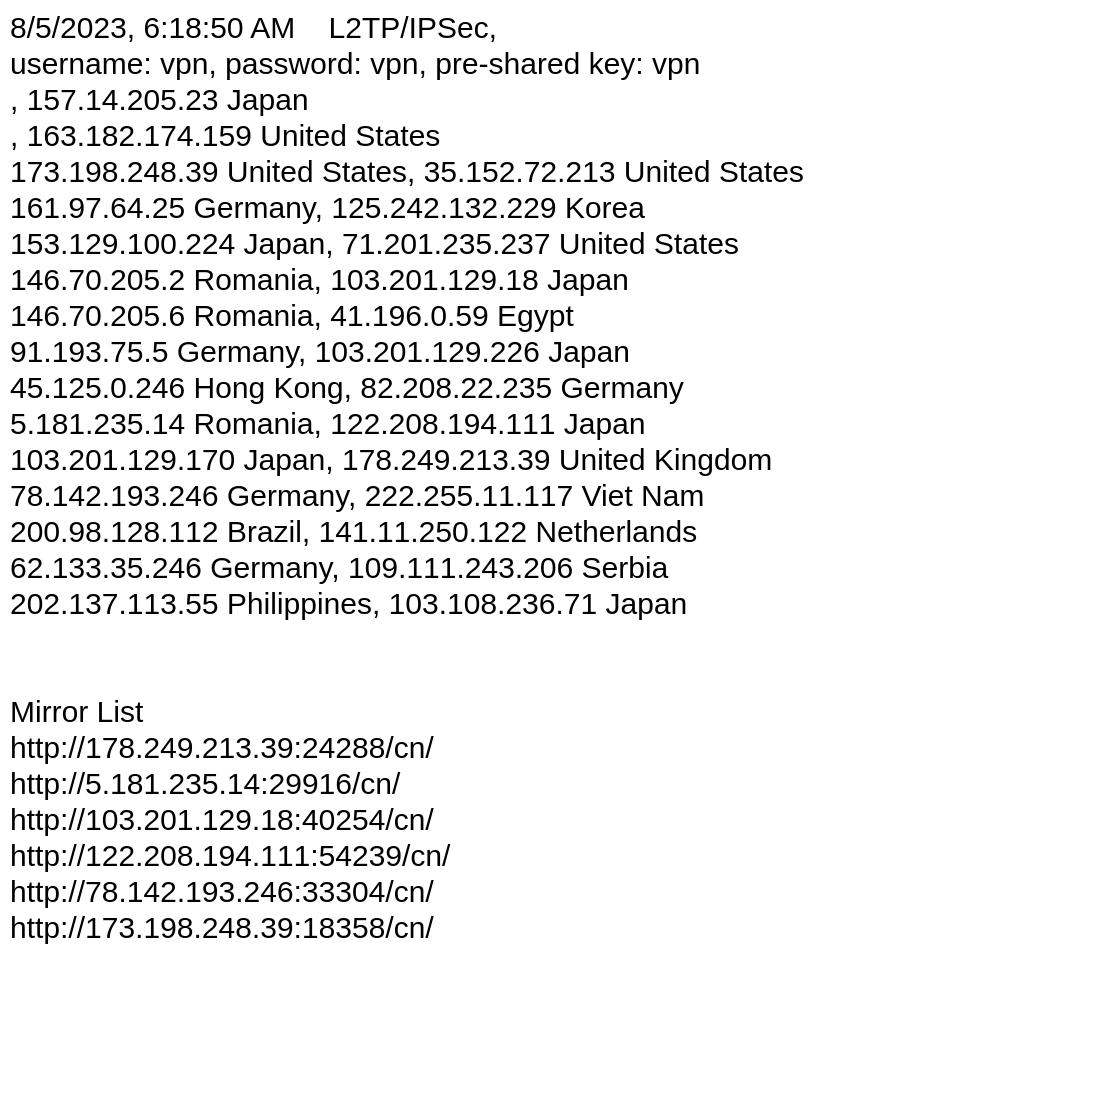 8/5/2023, 6:18:50 AM    L2TP/IPSec,
username: vpn, password: vpn, pre-shared key: vpn
, 157.14.205.23 Japan
, 163.182.174.159 United States
173.198.248.39 United States, 35.152.72.213 United States
161.97.64.25 Germany, 125.242.132.229 Korea
153.129.100.224 Japan, 71.201.235.237 United States
146.70.205.2 Romania, 103.201.129.18 Japan
146.70.205.6 Romania, 41.196.0.59 Egypt
91.193.75.5 Germany, 103.201.129.226 Japan
45.125.0.246 Hong Kong, 82.208.22.235 Germany
5.181.235.14 Romania, 122.208.194.111 Japan
103.201.129.170 Japan, 178.249.213.39 United Kingdom
78.142.193.246 Germany, 222.255.11.117 Viet Nam
200.98.128.112 Brazil, 141.11.250.122 Netherlands
62.133.35.246 Germany, 109.111.243.206 Serbia
202.137.113.55 Philippines, 103.108.236.71 Japan
Mirror List
http://178.249.213.39:24288/cn/
http://5.181.235.14:29916/cn/
http://103.201.129.18:40254/cn/
http://122.208.194.111:54239/cn/
http://78.142.193.246:33304/cn/
http://173.198.248.39:18358/cn/